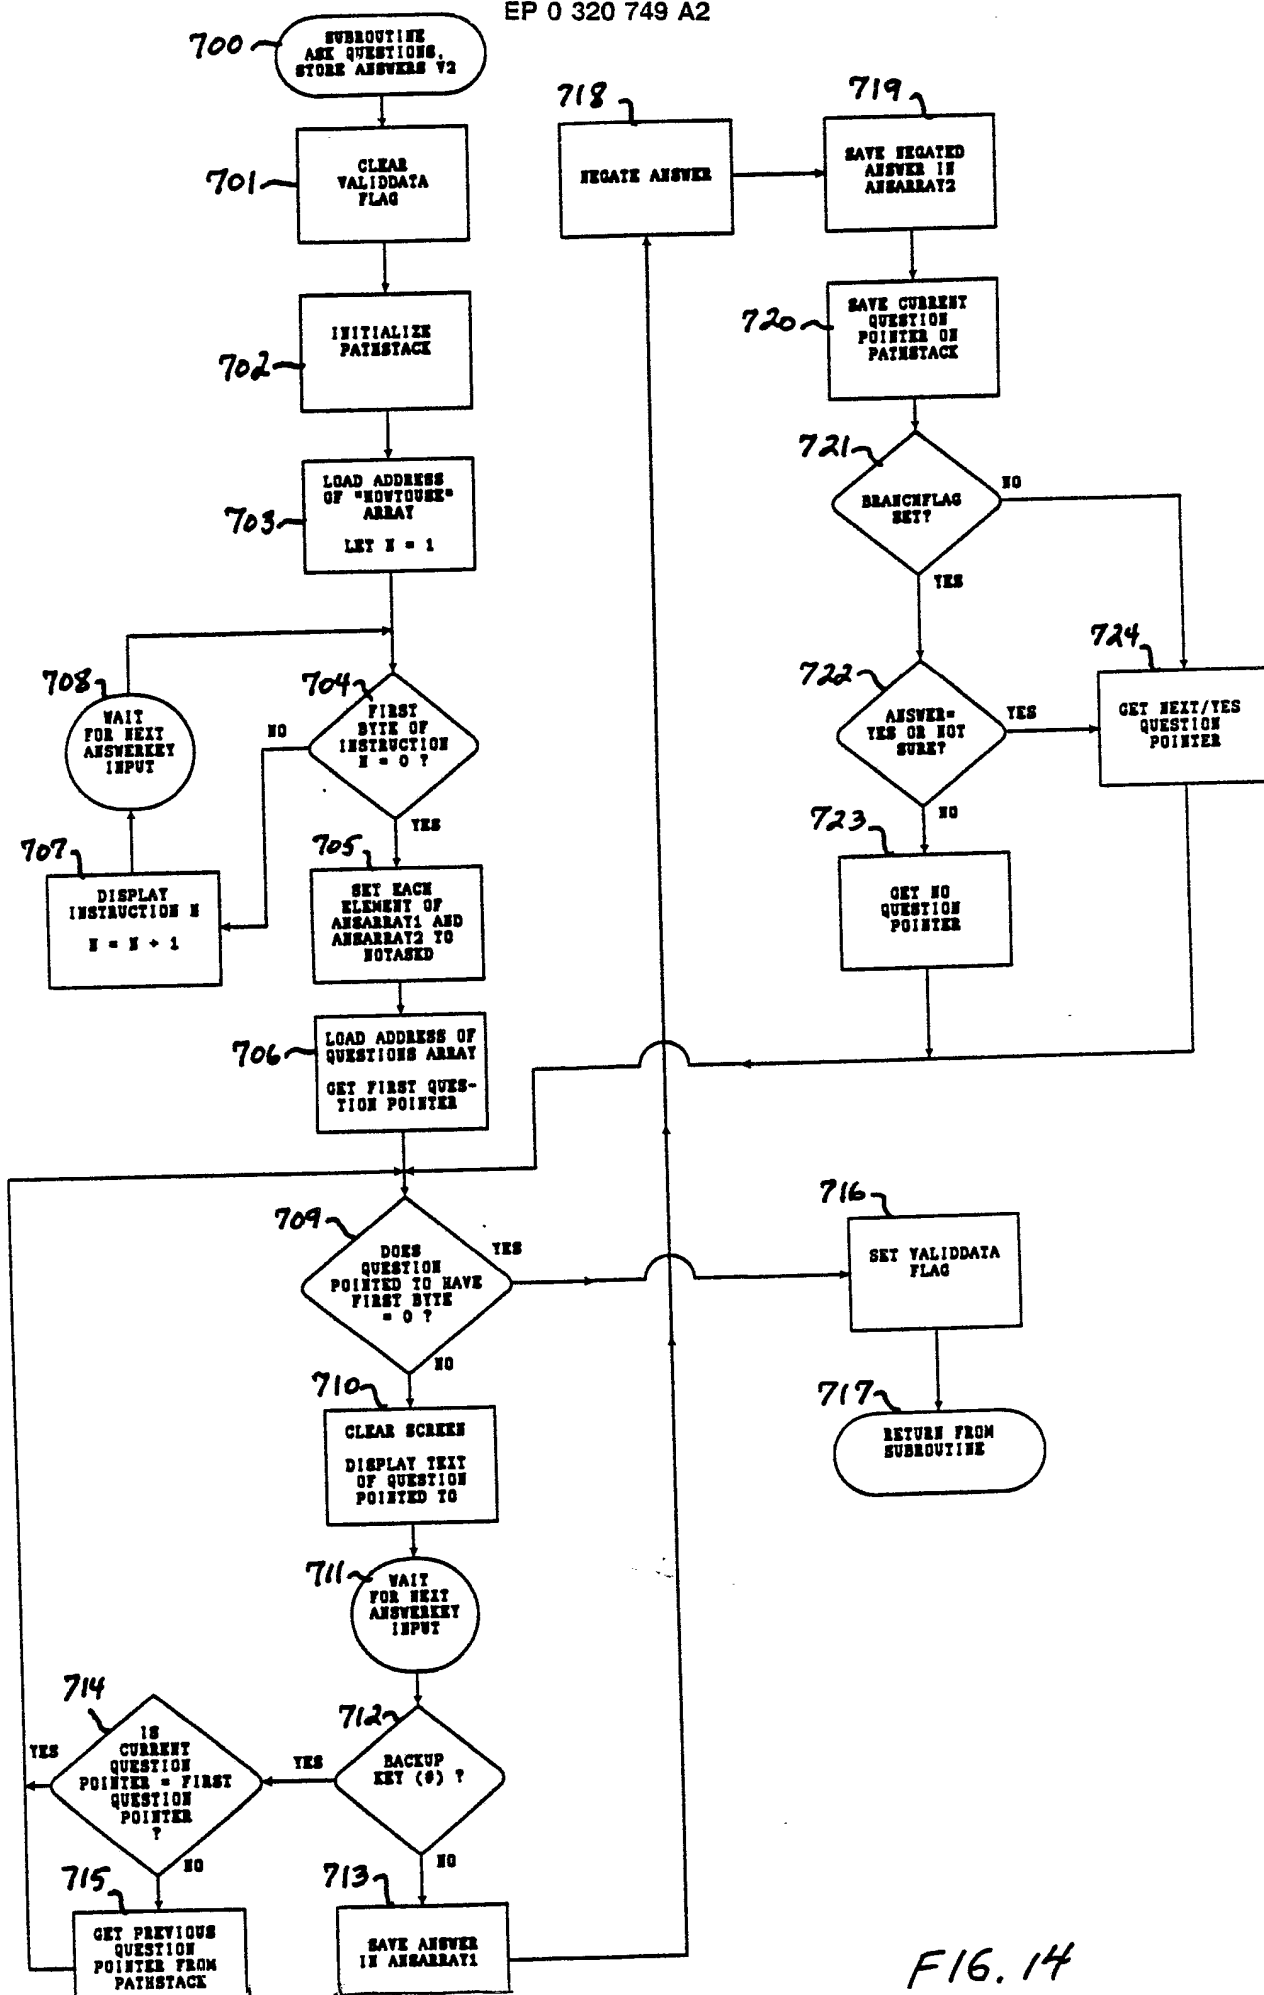 EP 0 320 749 A2
700
SUBROUTINE
ASK QUESTIONS,
STORE ANSWERS V2
701
CLEAR
VALIDDATA
FLAG
702
INITIALIZE
PATHSTACK
703
LOAD ADDRESS
OF "HOWTOUSE"
ARRAY
LET N = 1
704
FIRST
BYTE OF
INSTRUCTION
N = 0 ?
NO
YES
708
WAIT
FOR NEXT
ANSWERKEY
INPUT
707
DISPLAY
INSTRUCTION N
N = N + 1
705
SET EACH
ELEMENT OF
ANSARRAY1 AND
ANSARRAY2 TO
NOTASKD
706
LOAD ADDRESS OF
QUESTIONS ARRAY
GET FIRST QUES-
TION POINTER
709
DOES
QUESTION
POINTED TO HAVE
FIRST BYTE
= 0 ?
YES
NO
710
CLEAR SCREEN
DISPLAY TEXT
OF QUESTION
POINTED TO
711
WAIT
FOR NEXT
ANSWERKEY
INPUT
712
BACKUP
KEY (#) ?
YES
NO
714
IS
CURRENT
QUESTION
POINTER = FIRST
QUESTION
POINTER
?
YES
NO
715
GET PREVIOUS
QUESTION
POINTER FROM
PATHSTACK
713
SAVE ANSWER
IN ANSARRAY1
718
NEGATE ANSWER
719
SAVE NEGATED
ANSWER IN
ANSARRAY2
720
SAVE CURRENT
QUESTION
POINTER ON
PATHSTACK
721
BRANCHFLAG
SET?
NO
YES
722
ANSWER=
YES OR NOT
SURE?
YES
NO
724
GET NEXT/YES
QUESTION
POINTER
723
GET NO
QUESTION
POINTER
716
SET VALIDDATA
FLAG
717
RETURN FROM
SUBROUTINE
FIG. 14